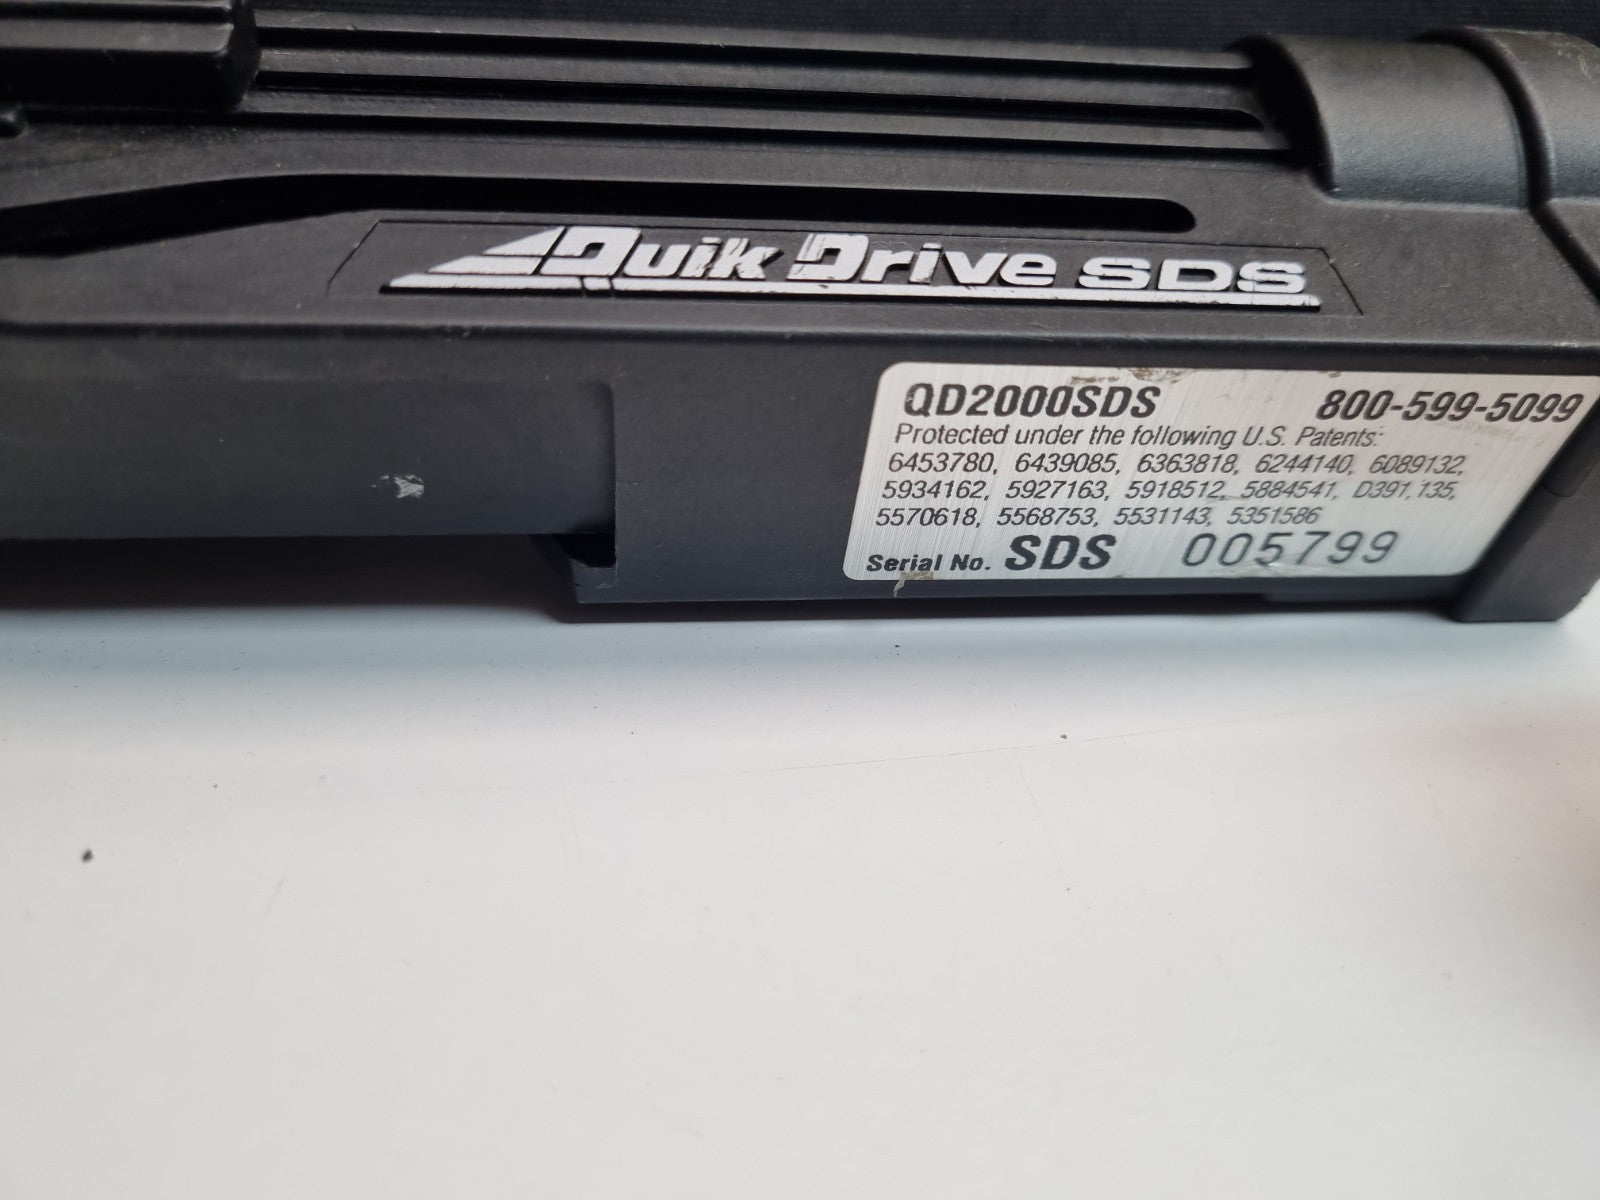 Quik Drive SDS
QD2000SDS 800-599-5099
Protected under the following U.S. Patents:
6453780, 6439085, 6363818, 6244140, 6089132,
5934162, 5927163, 5918512, 5884541, D391,135,
5570618, 5568753, 5531143, 5351586
Serial No. SDS 005799